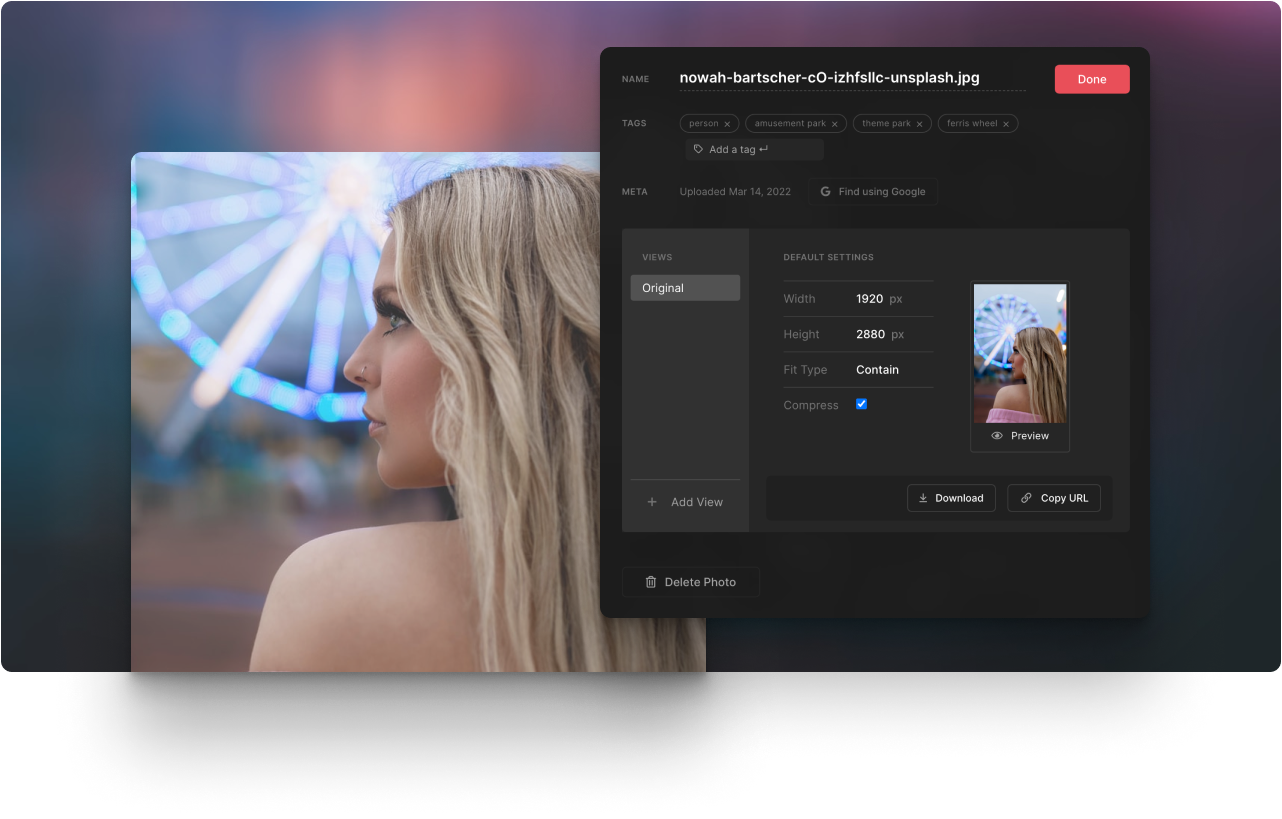 NAME nowah-bartscher-cO-izhfsIlc-unsplash.jpg Done
TAGS person × amusement park × theme park × ferris wheel ×
Add a tag ↵
META Uploaded Mar 14, 2022 G Find using Google
VIEWS
Original
Add View
DEFAULT SETTINGS
Width 1920 px
Height 2880 px
Fit Type Contain
Compress
Preview
Download Copy URL
Delete Photo